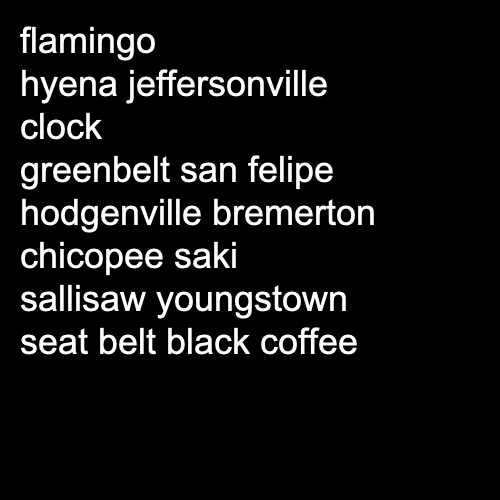 flamingo
hyena jeffersonville
clock
greenbelt san felipe
hodgenville bremerton
chicopee saki
sallisaw youngstown
seat belt black coffee